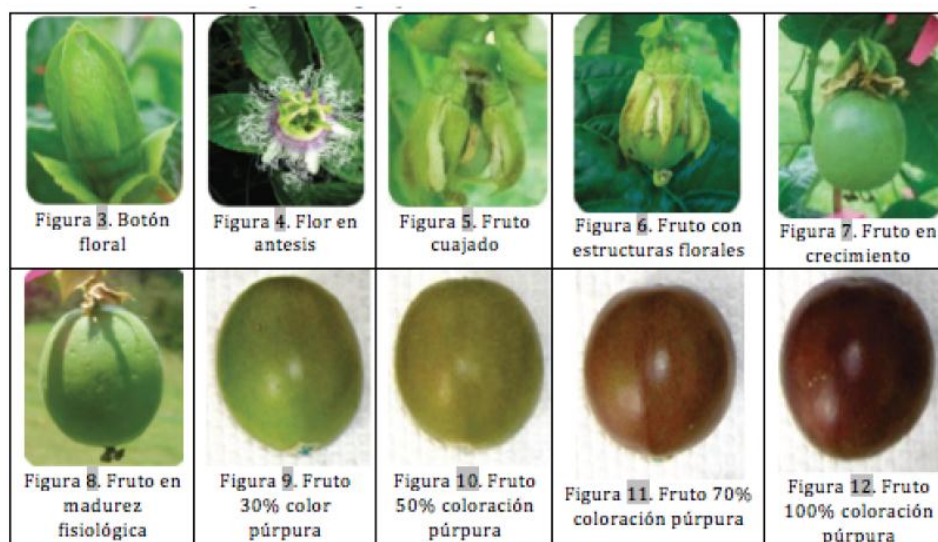 Figura 3. Botón
floral
Figura 4. Flor en
antesis
Figura 5. Fruto
cuajado
Figura 6. Fruto con
estructuras florales
Figura 7. Fruto en
crecimiento
Figura 8. Fruto en
madurez
fisiológica
Figura 9. Fruto
30% color
púrpura
Figura 10. Fruto
50% coloración
púrpura
Figura 11. Fruto 70%
coloración púrpura
Figura 12. Fruto
100% coloración
púrpura